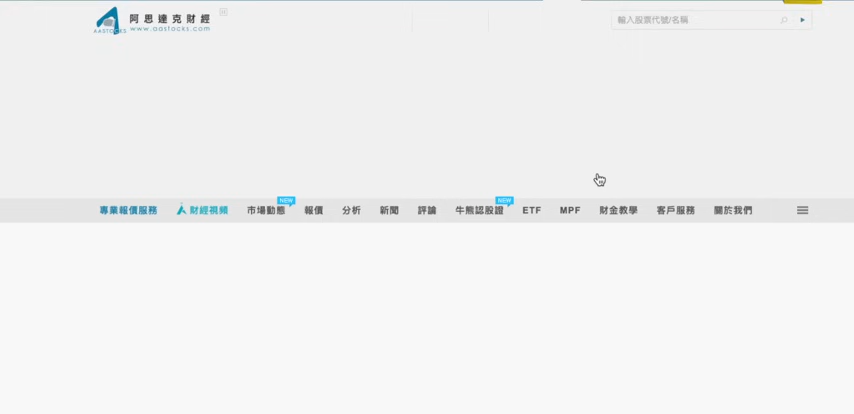 阿思達克財經
AASTOCKS www.aastocks.com
輸入股票代號/名稱
NEW NEW
專業報價服務 財經視頻 市場動態 報價 分析 新聞 評論 牛熊認股證 ETF MPF 財金教學 客戶服務 關於我們